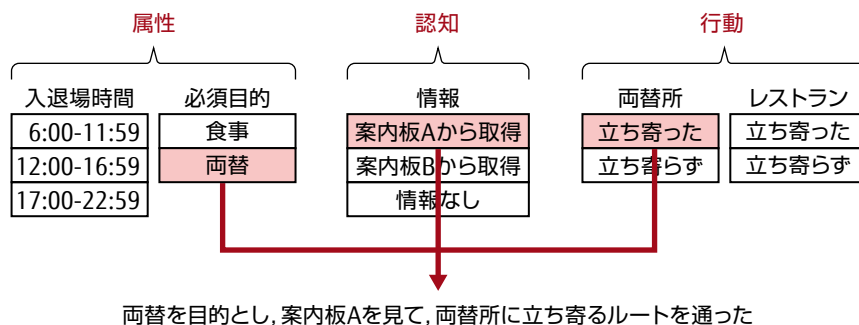 属性 認知 行動
入退場時間 必須目的 情報 両替所 レストラン
6:00-11:59 食事 案内板Aから取得 立ち寄った 立ち寄った
12:00-16:59 両替 案内板Bから取得 立ち寄らず 立ち寄らず
17:00-22:59 情報なし
両替を目的とし,案内板Aを見て,両替所に立ち寄るルートを通った